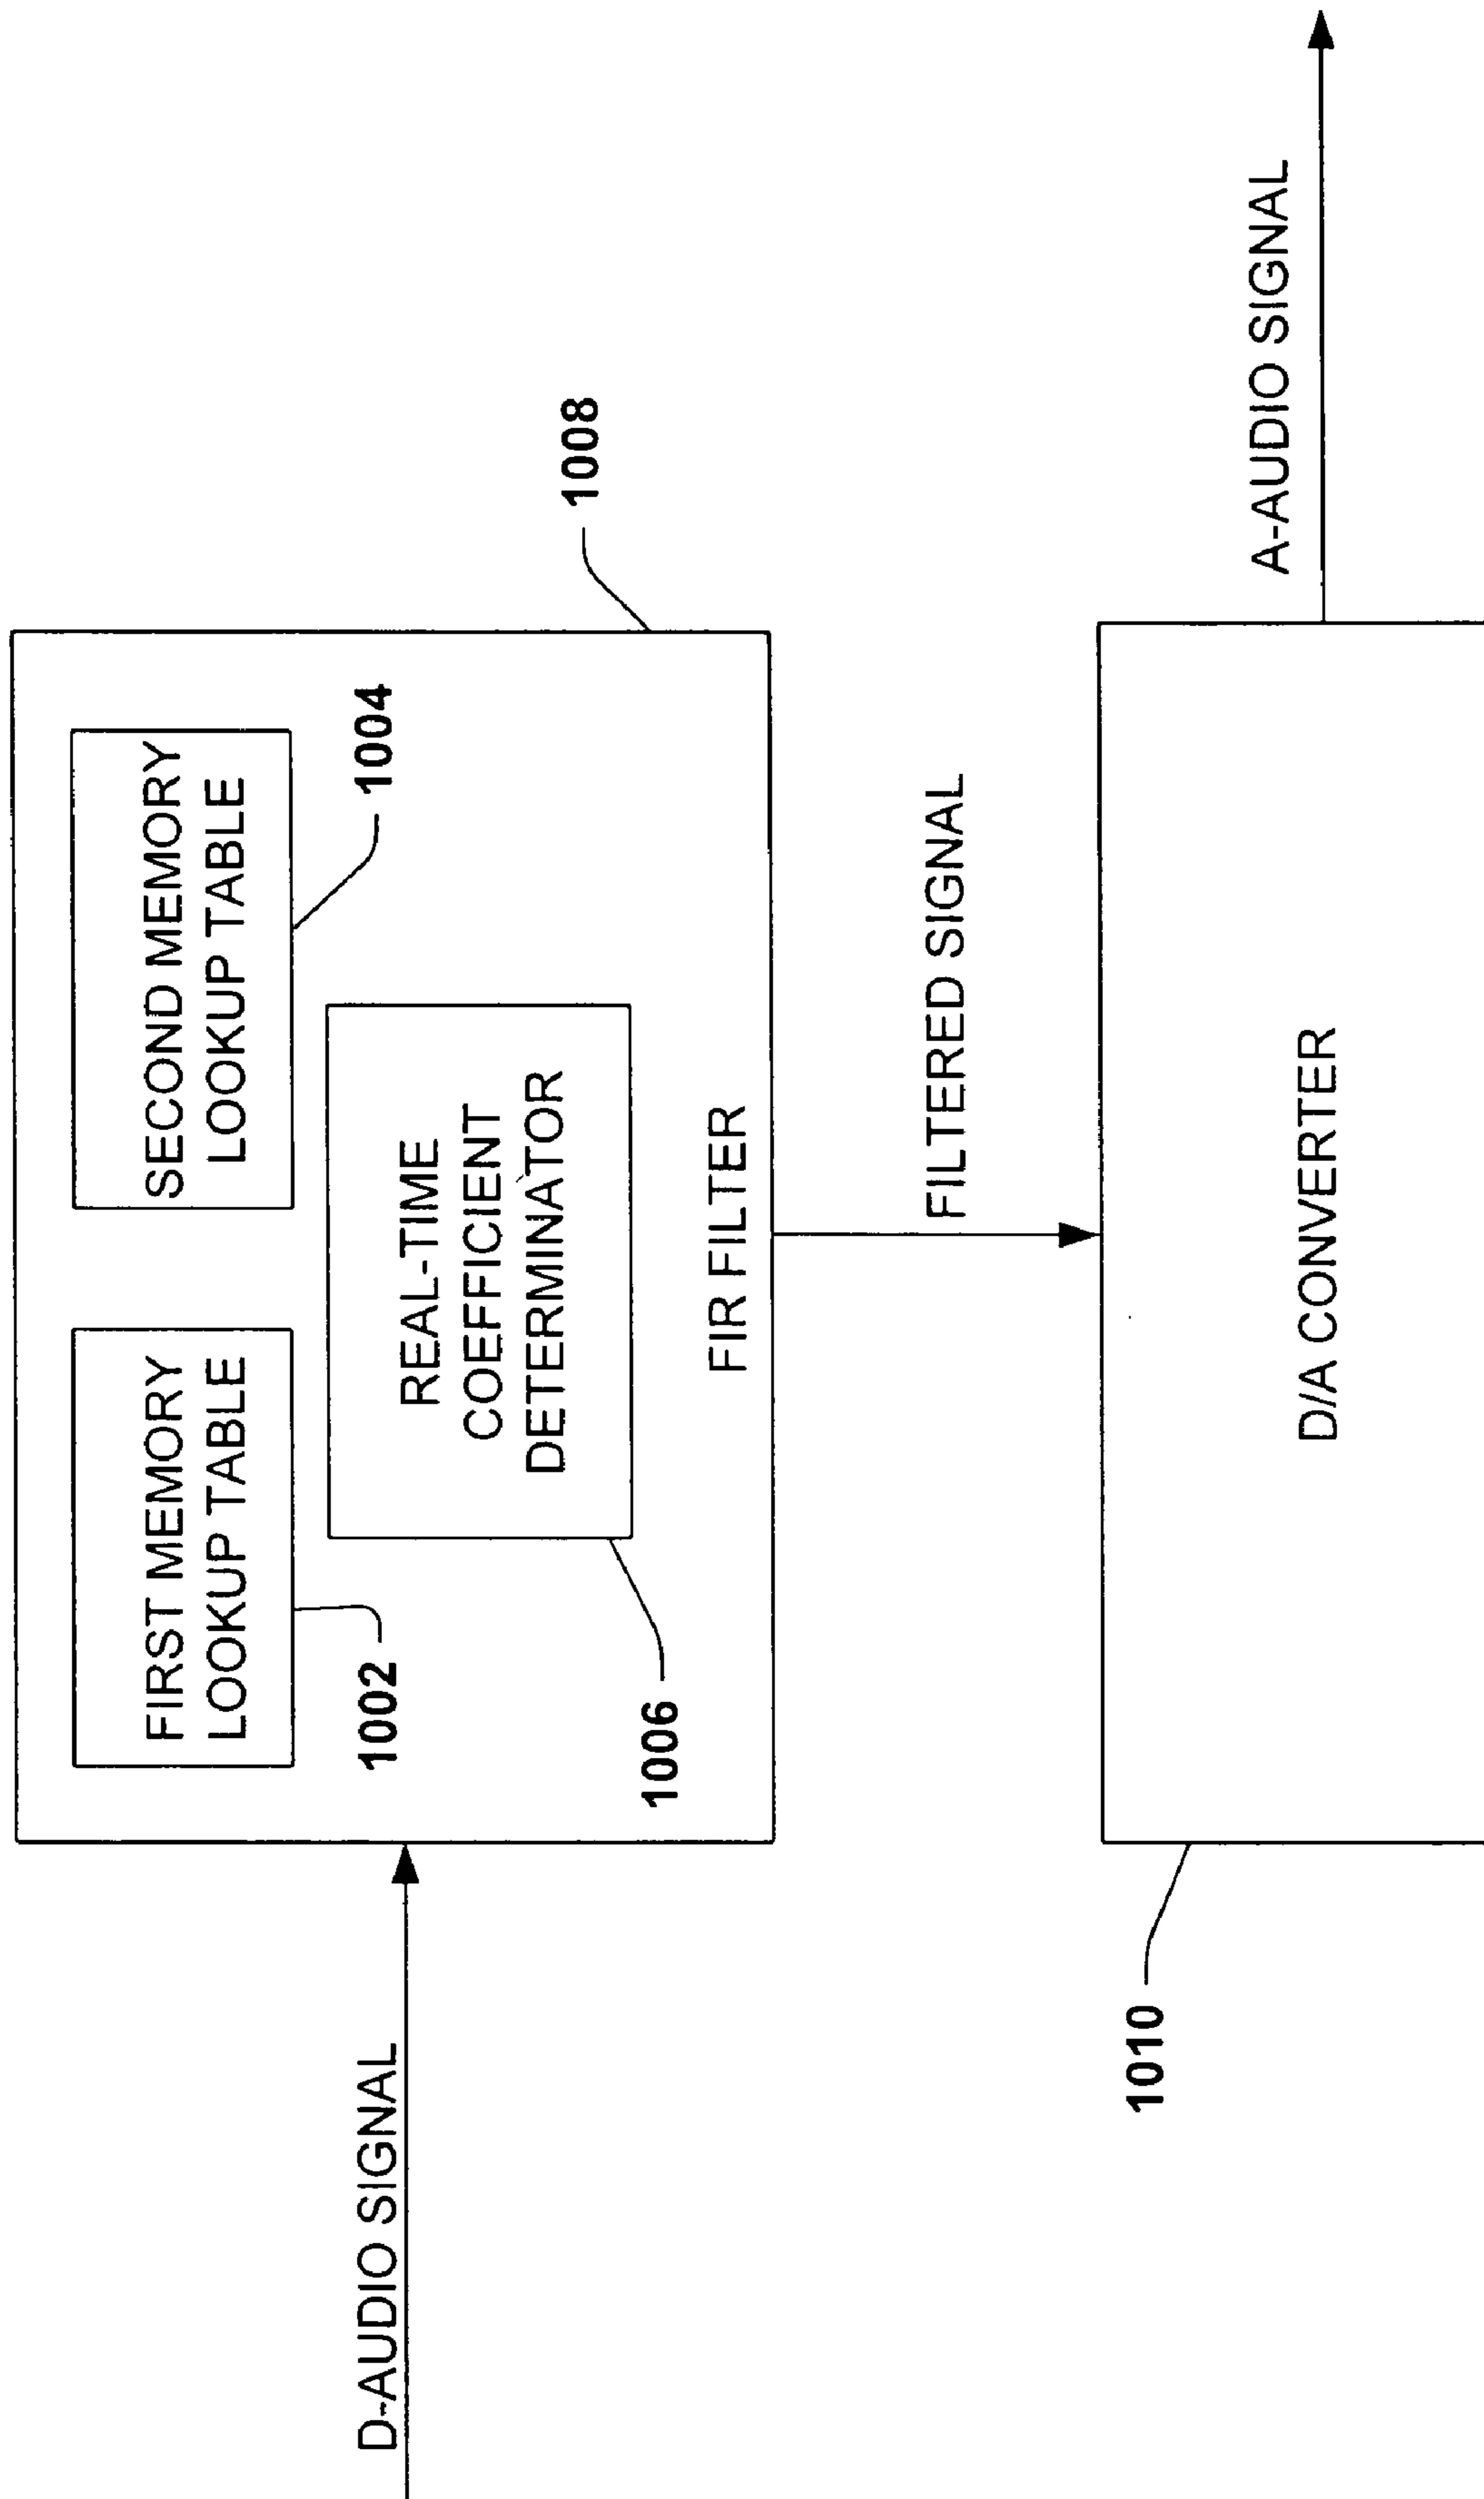 FIRST MEMORY
LOOKUP TABLE
1002
SECOND MEMORY
LOOKUP TABLE
1004
REAL-TIME
COEFFICIENT
DETERMINATOR
1006
FIR FILTER
1008
D-AUDIO SIGNAL
FILTERED SIGNAL
1010
D/A CONVERTER
A-AUDIO SIGNAL